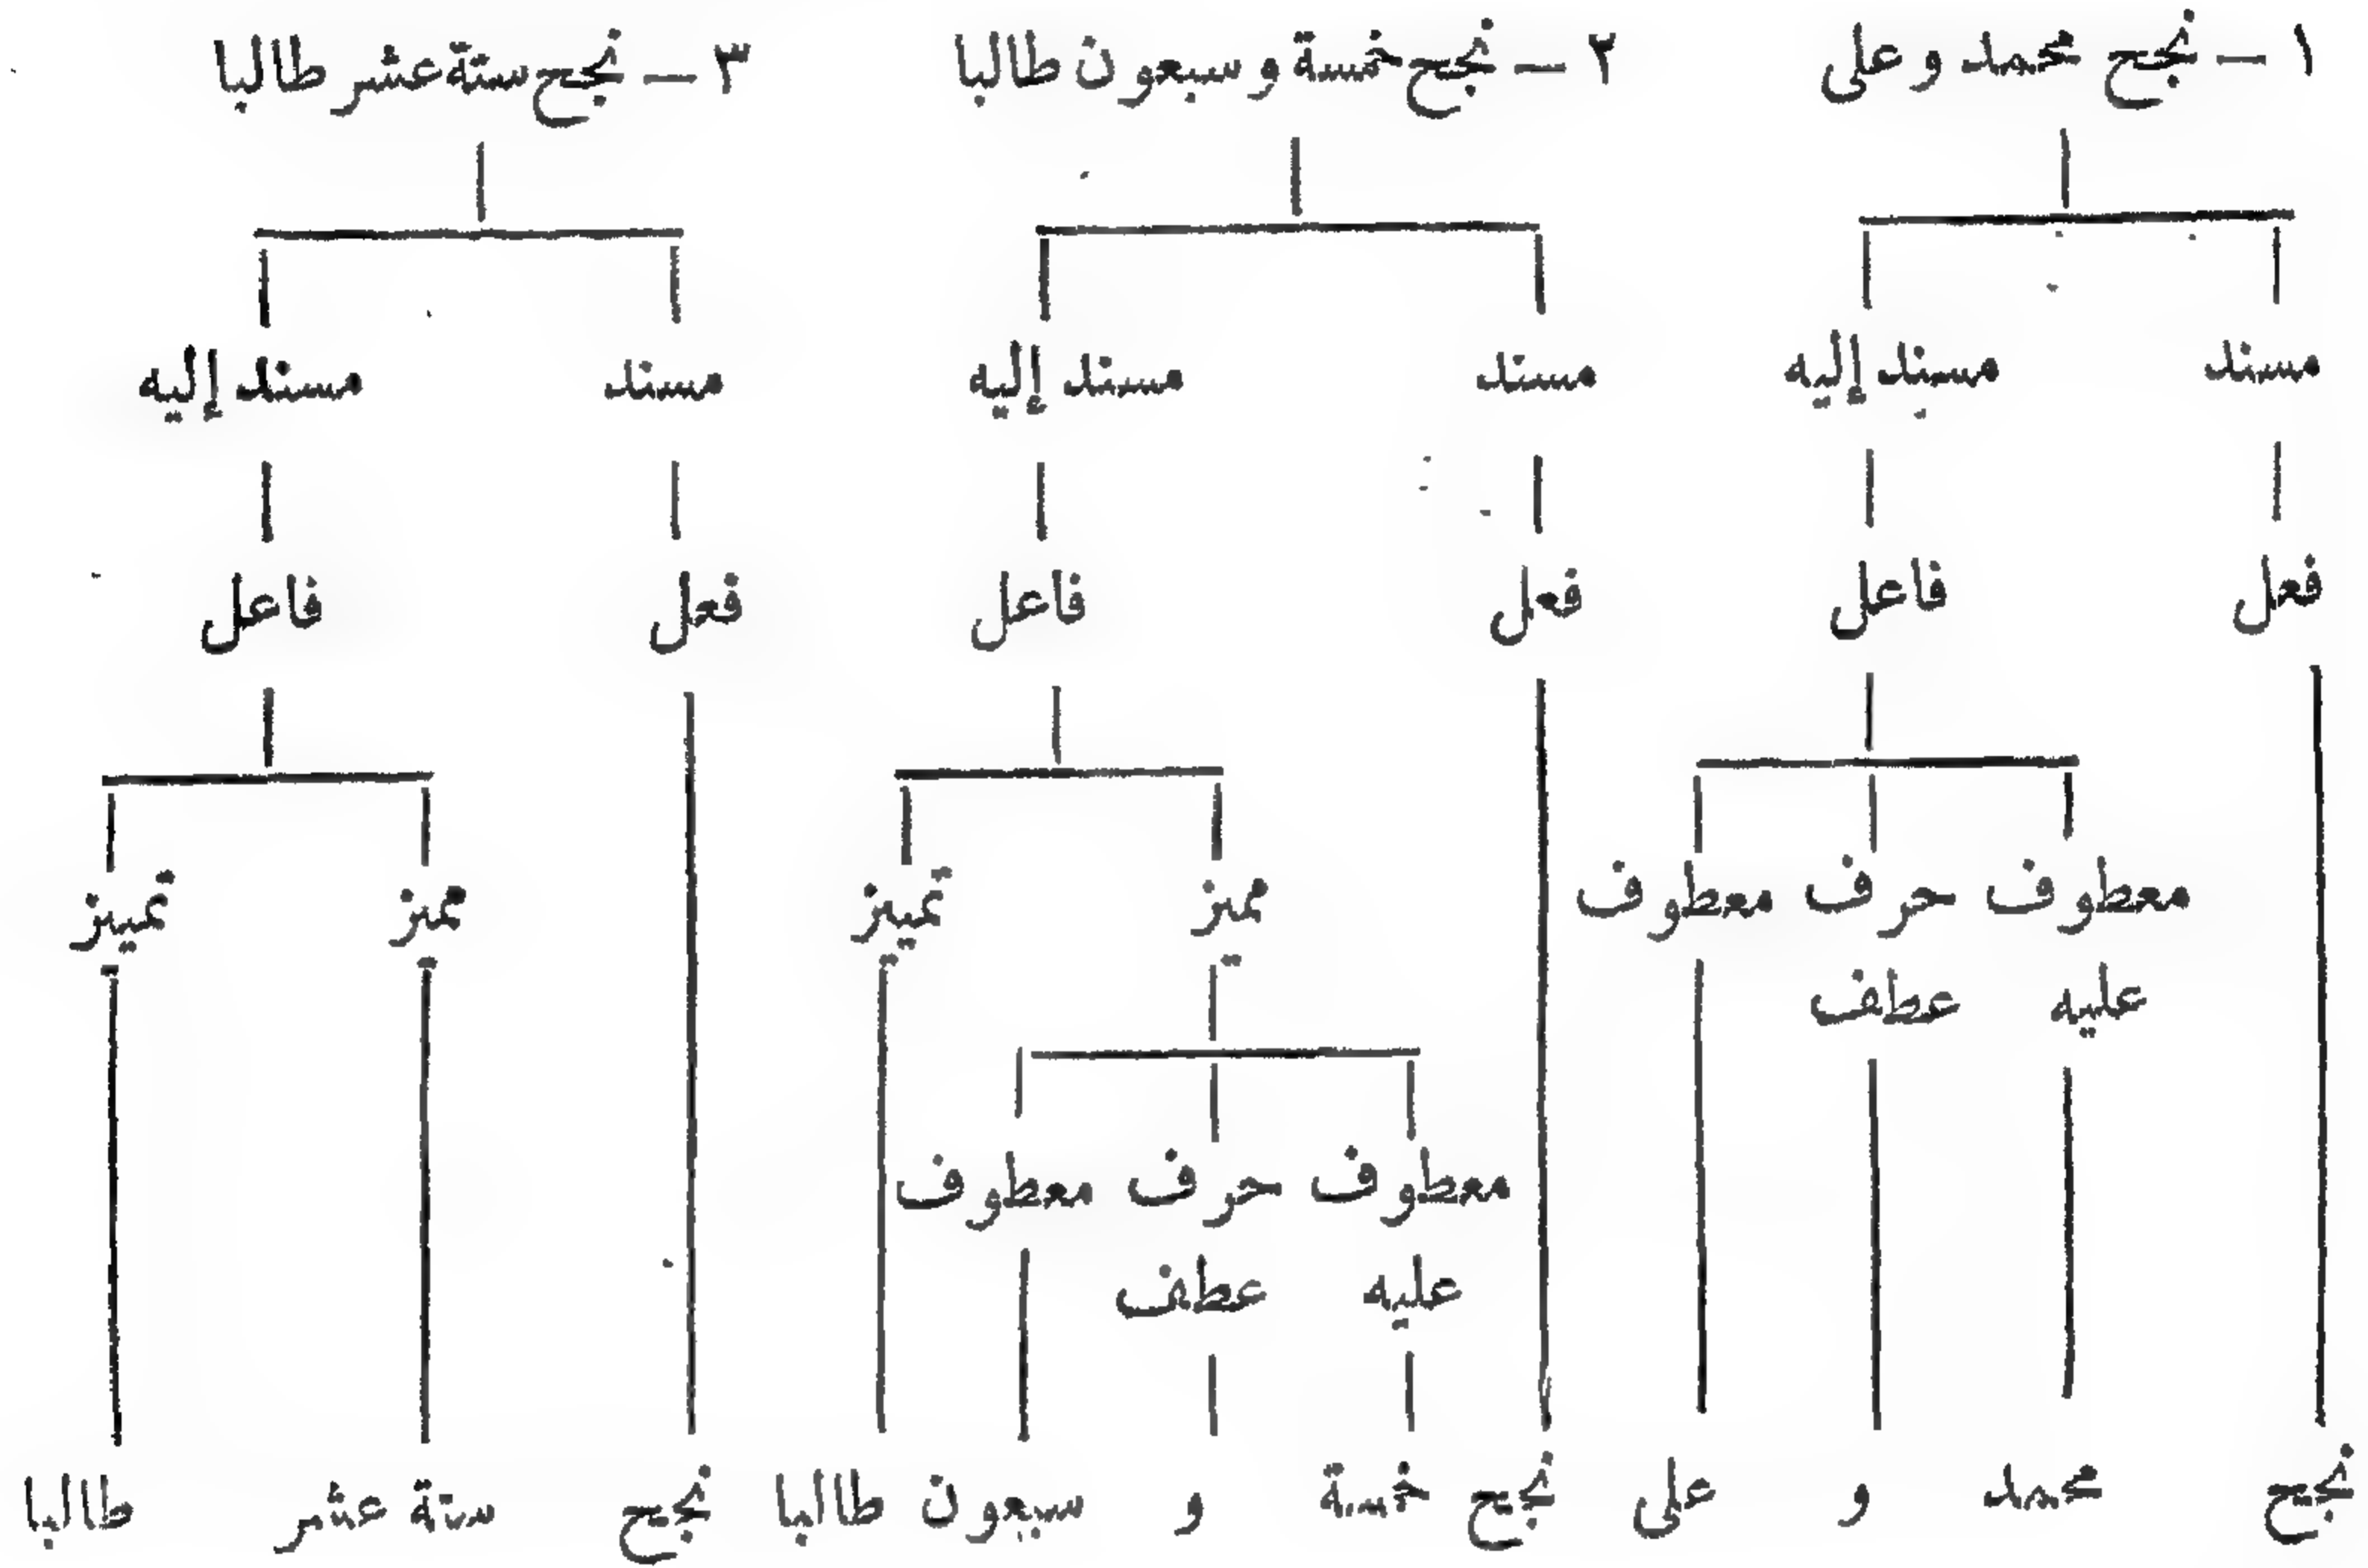 ١ – نجح محمد وعلى ٢ – نجح خمسة وسبعون طالبا ٣ – نجح ستة عشر طالبا
مسند مسند إليه مسند مسند إليه مسند مسند إليه
فعل فاعل فعل فاعل فعل فاعل
معطوف حرف معطوف مميز تمييز مميز تمييز
عليه عطف
معطوف حرف معطوف
عليه عطف
نجح محمد و على نجح خمسة و سبعون طالبا نجح ستة عشر طالبا